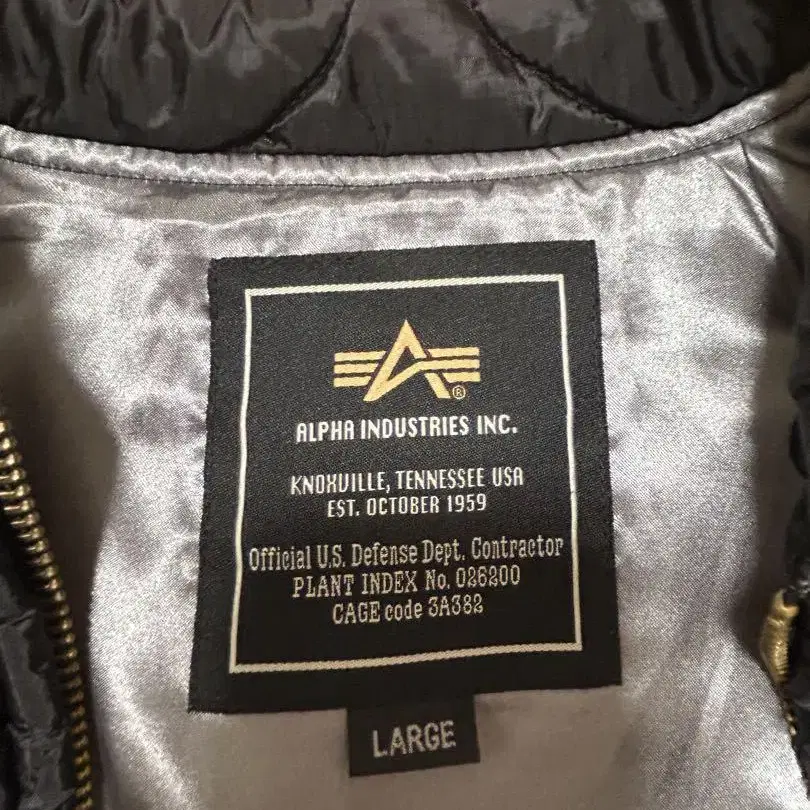 ®
ALPHA INDUSTRIES INC.
KNOXVILLE, TENNESSEE USA
EST. OCTOBER 1959
Official U.S. Defense Dept. Contractor
PLANT INDEX No. 026200
CAGE code 3A382
LARGE